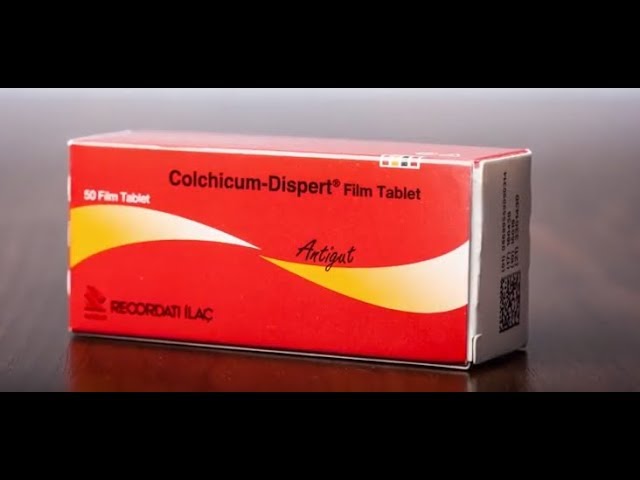 Colchicum-Dispert® Film Tablet
50 Film Tablet
Antigut
RECORDATI İLAÇ